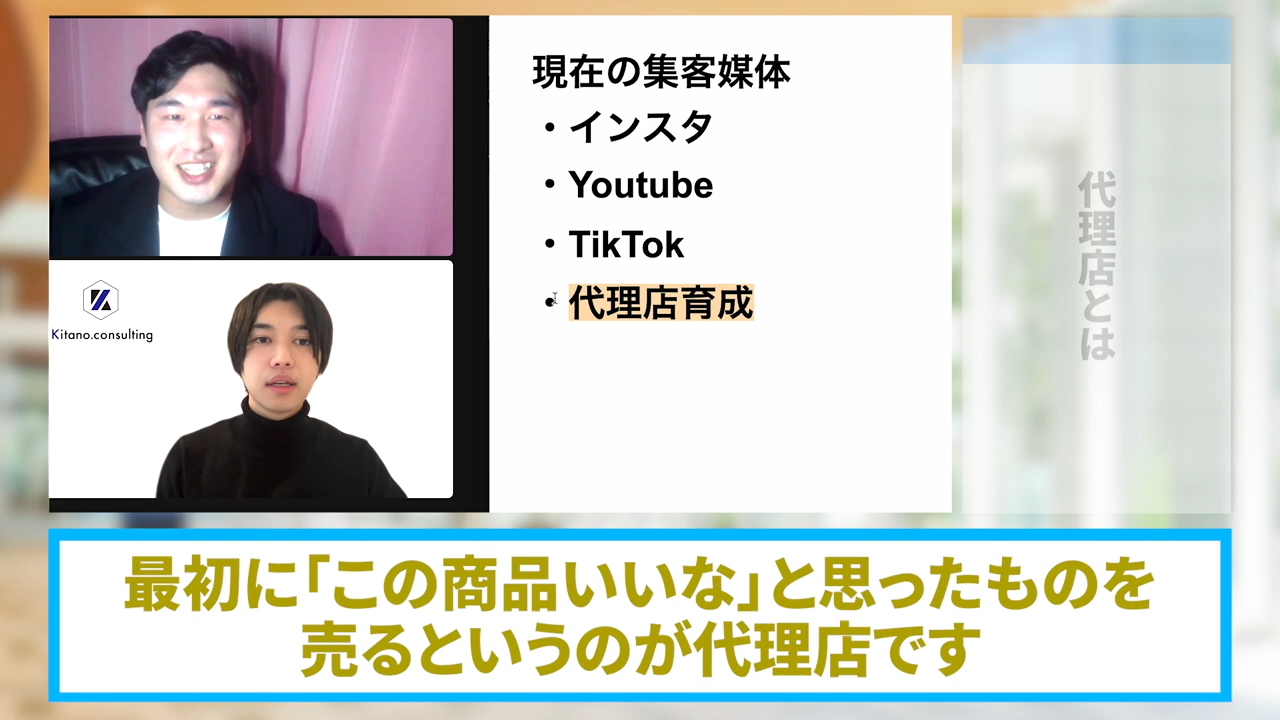 現在の集客媒体
・インスタ
・Youtube
・TikTok
・代理店育成
Kitano.consulting
代理店とは
最初に「この商品いいな」と思ったものを
売るというのが代理店です